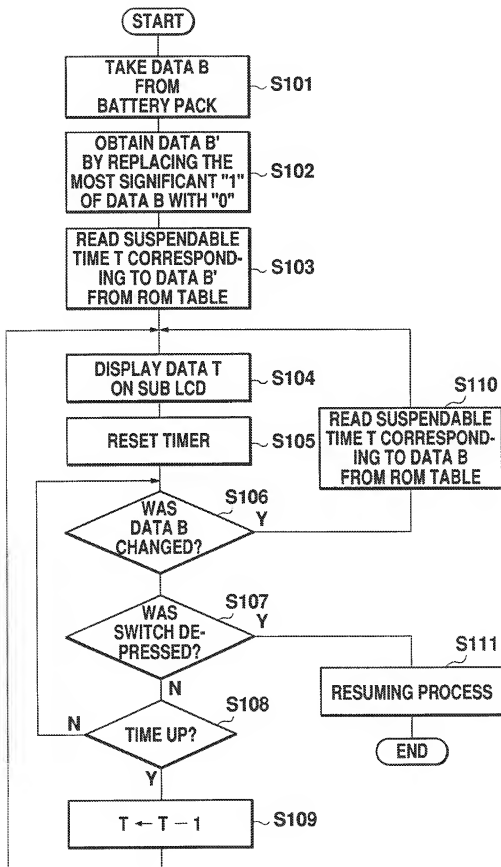 START
TAKE DATA B
FROM
BATTERY PACK
S101
OBTAIN DATA B'
BY REPLACING THE
MOST SIGNIFICANT "1"
OF DATA B WITH "0"
S102
READ SUSPENDABLE
TIME T CORRESPOND-
ING TO DATA B'
FROM ROM TABLE
S103
DISPLAY DATA T
ON SUB LCD
S104
S110
READ SUSPENDABLE
TIME T CORRESPOND-
ING TO DATA B
FROM ROM TABLE
RESET TIMER
S105
S106
WAS
DATA B
CHANGED?
Y
S107
WAS
SWITCH DE-
PRESSED?
Y
N
S111
RESUMING PROCESS
END
S108
N
TIME UP?
Y
T ← T − 1
S109